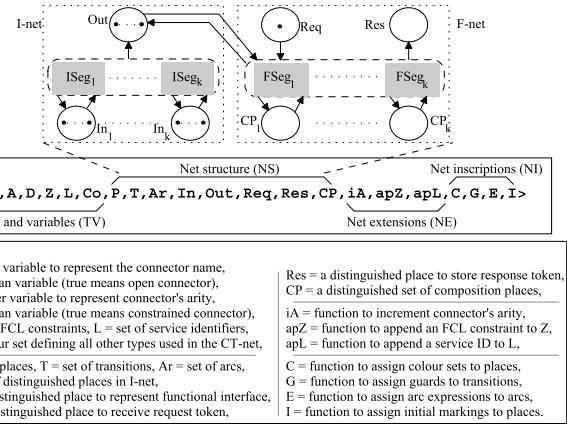 I-net Out Req Res F-net
ISeg1 ISegk FSeg1 FSegk
In1 Ink CP1 CPk
Net structure (NS) Net inscriptions (NI)
,A,D,Z,L,Co,P,T,Ar,In,Out,Req,Res,CP,iA,apZ,apL,C,G,E,I>
and variables (TV) Net extensions (NE)
variable to represent the connector name,
an variable (true means open connector),
er variable to represent connector's arity,
an variable (true means constrained connector),
FCL constraints, L = set of service identifiers,
ur set defining all other types used in the CT-net,
places, T = set of transitions, Ar = set of arcs,
f distinguished places in I-net,
stinguished place to represent functional interface,
stinguished place to receive request token,
Res = a distinguished place to store response token,
CP = a distinguished set of composition places,
iA = function to increment connector's arity,
apZ = function to append an FCL constraint to Z,
apL = function to append a service ID to L,
C = function to assign colour sets to places,
G = function to assign guards to transitions,
E = function to assign arc expressions to arcs,
I = function to assign initial markings to places.